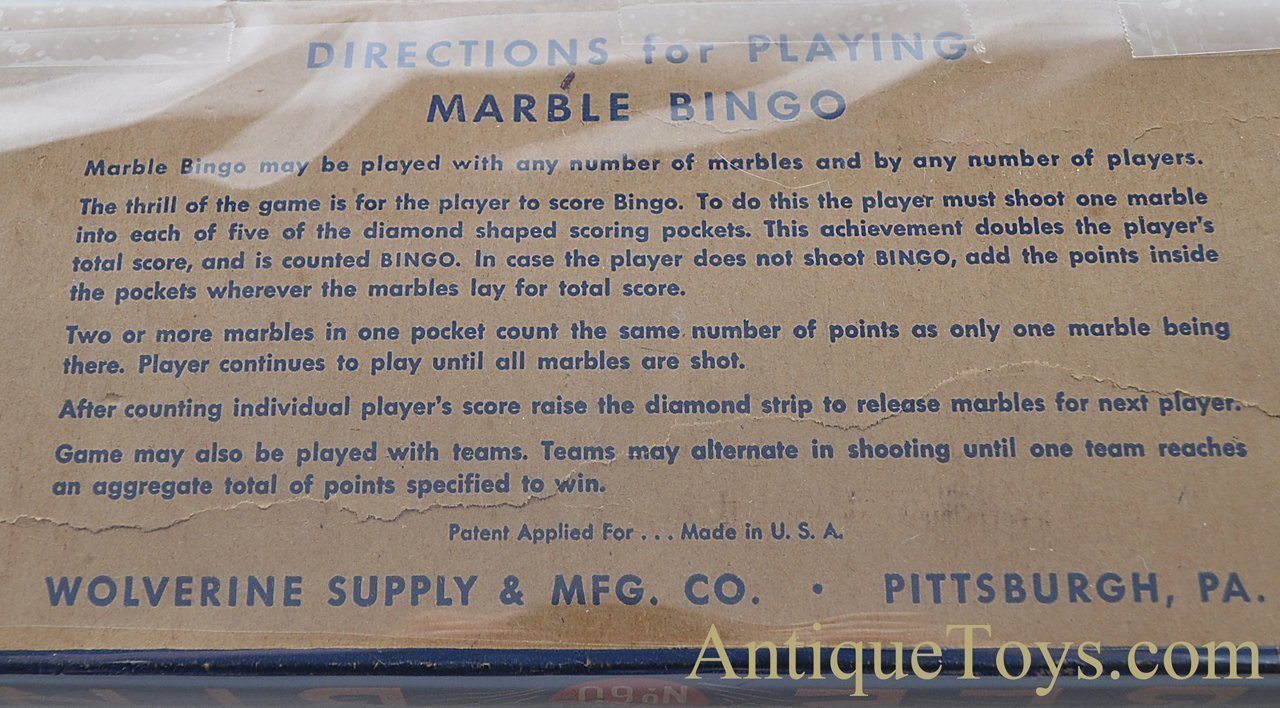 DIRECTIONS for PLAYING
MARBLE BINGO
Marble Bingo may be played with any number of marbles and by any number of players.
The thrill of the game is for the player to score Bingo. To do this the player must shoot one marble
into each of five of the diamond shaped scoring pockets. This achievement doubles the player's
total score, and is counted BINGO. In case the player does not shoot BINGO, add the points inside
the pockets wherever the marbles lay for total score.
Two or more marbles in one pocket count the same number of points as only one marble being
there. Player continues to play until all marbles are shot.
After counting individual player's score raise the diamond strip to release marbles for next player.
Game may also be played with teams. Teams may alternate in shooting until one team reaches
an aggregate total of points specified to win.
Patent Applied For . . . Made in U. S. A.
WOLVERINE SUPPLY & MFG. CO. • PITTSBURGH, PA.
AntiqueToys.com